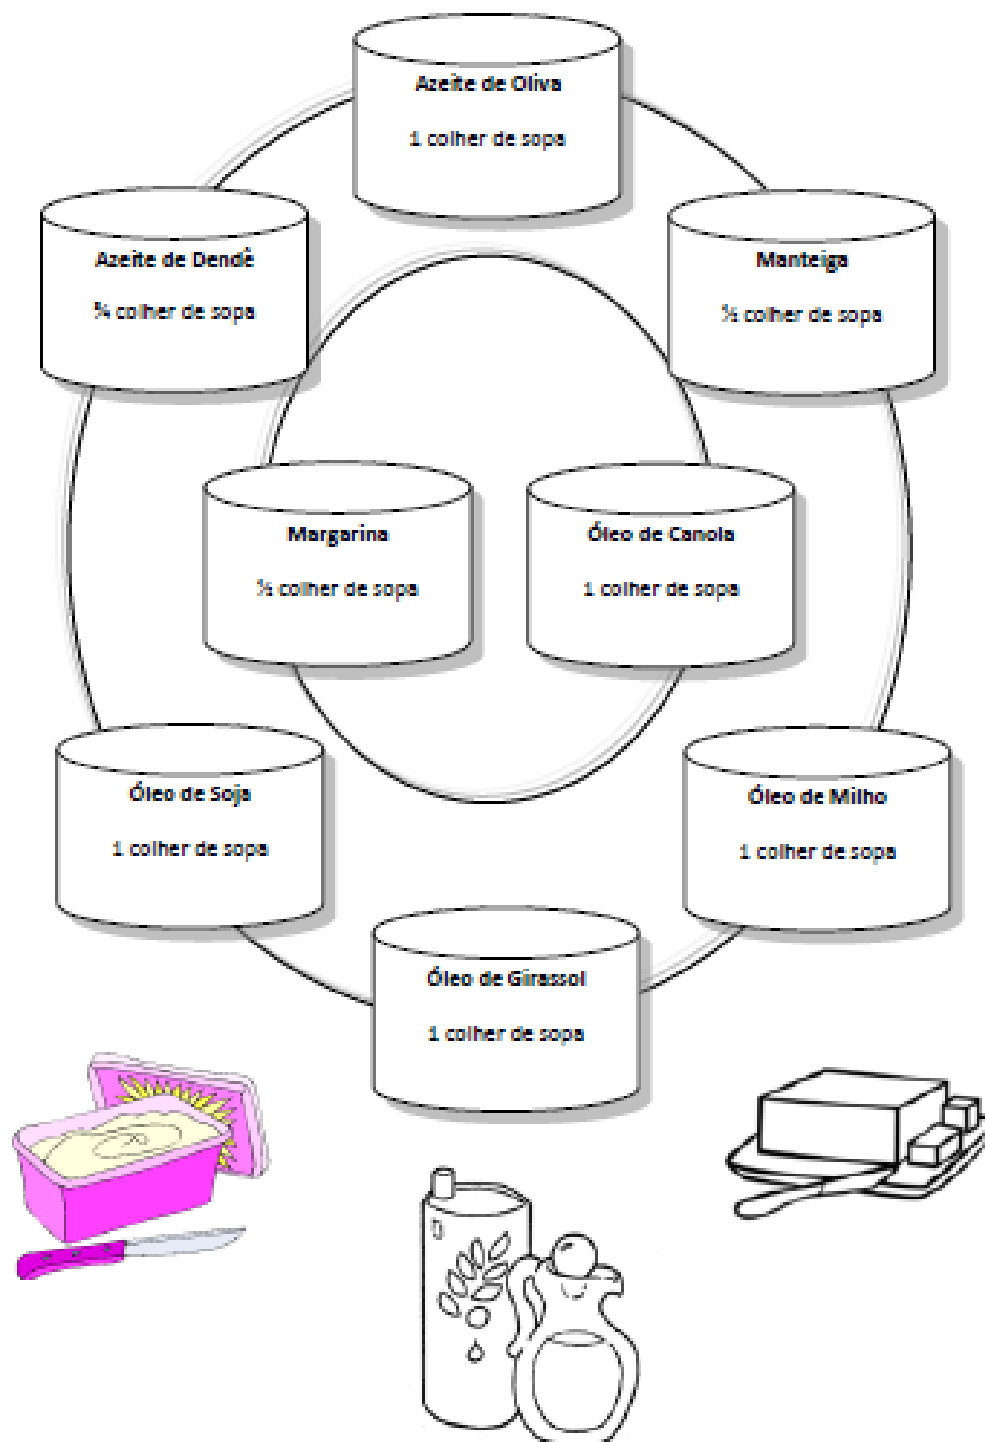 Azeite de Oliva
1 colher de sopa
Azeite de Dendê
¾ colher de sopa
Manteiga
½ colher de sopa
Margarina
½ colher de sopa
Óleo de Canola
1 colher de sopa
Óleo de Soja
1 colher de sopa
Óleo de Milho
1 colher de sopa
Óleo de Girassol
1 colher de sopa